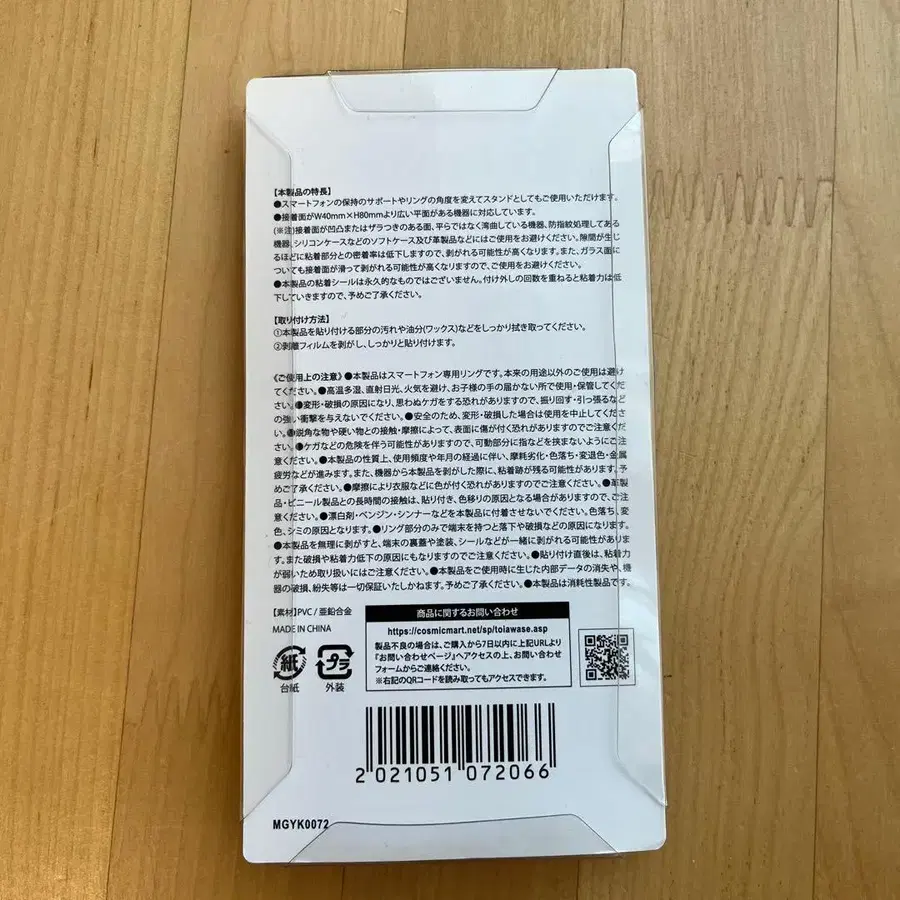 【本製品の特長】
●スマートフォンの保持のサポートやリングの角度を変えてスタンドとしてもご使用いただけます。
●接着面がW40mm×H80mmより広い平面がある機器に対応しています。
(※注)接着面が凹凸またはザラつきのある面、平らではなく湾曲している機器、防指紋処理してある
機器、シリコンケースなどのソフトケース及び革製品などにはご使用をお避けください。隙間が生じ
るほどに粘着部分との密着率は低下しますので、剥がれる可能性が高くなります。また、ガラス面に
ついても接着面が滑って剥がれる可能性が高くなりますので、ご使用をお避けください。
●本製品の粘着シールは永久的なものではございません。付け外しの回数を重ねると粘着力は低
下していきますので、予めご了承ください。
【取り付け方法】
①本製品を貼り付ける部分の汚れや油分(ワックス)などをしっかり拭き取ってください。
②剥離フィルムを剥がし、しっかりと貼り付けます。
《ご使用上の注意》●本製品はスマートフォン専用リングです。本来の用途以外のご使用は避け
てください。●高温多湿、直射日光、火気を避け、お子様の手の届かない所で使用・保管してくだ
さい。●変形・破損の原因になり、思わぬケガをする恐れがありますので、振り回す・引っ張るなど
の強い衝撃を与えないでください。●安全のため、変形・破損した場合は使用を中止してくださ
い。●鋭角な物や硬い物との接触・摩擦によって、表面に傷が付く恐れがありますのでご注意くだ
さい。●ケガなどの危険を伴う可能性がありますので、可動部分に指などを挟まないようにご注
意ください。●本製品の性質上、使用頻度や年月の経過に伴い、摩耗劣化・色落ち・変退色・金属
疲労などが進みます。また、機器から本製品を剥がした際に、粘着跡が残る可能性があります。予
めご了承ください。●摩擦により衣服などに色が付く恐れがありますのでご注意ください。●革製
品・ビニール製品との長時間の接触は、貼り付き、色移りの原因となる場合がありますので、ご注
意ください。●漂白剤・ベンジン・シンナーなどを本製品に付着させないでください。色落ち、変
色、シミの原因となります。●リング部分のみで端末を持つと落下や破損などの原因になります。
●本製品を無理に剥がすと、端末の裏蓋や塗装、シールなどが一緒に剥がれる可能性がありま
す。また破損や粘着力低下の原因にもなりますのでご注意ください。●貼り付け直後は、粘着力
が弱いため取り扱いにはご注意ください。●本製品をご使用時に生じた内部データの消失や、機
器の破損、紛失等は一切保証いたしかねます。予めご了承ください。●本製品は消耗性製品です。
【素材】PVC / 亜鉛合金
MADE IN CHINA
紙
台紙
プラ
外装
商品に関するお問い合わせ
https://cosmicmart.net/sp/toiawase.asp
製品不良の場合は、ご購入から7日以内に上記URLより
『お問い合わせページ』へアクセスの上、お問い合わせ
フォームからご連絡ください。
※右記のQRコードを読み取ってもアクセスできます。
2 021051 072066
MGYK0072